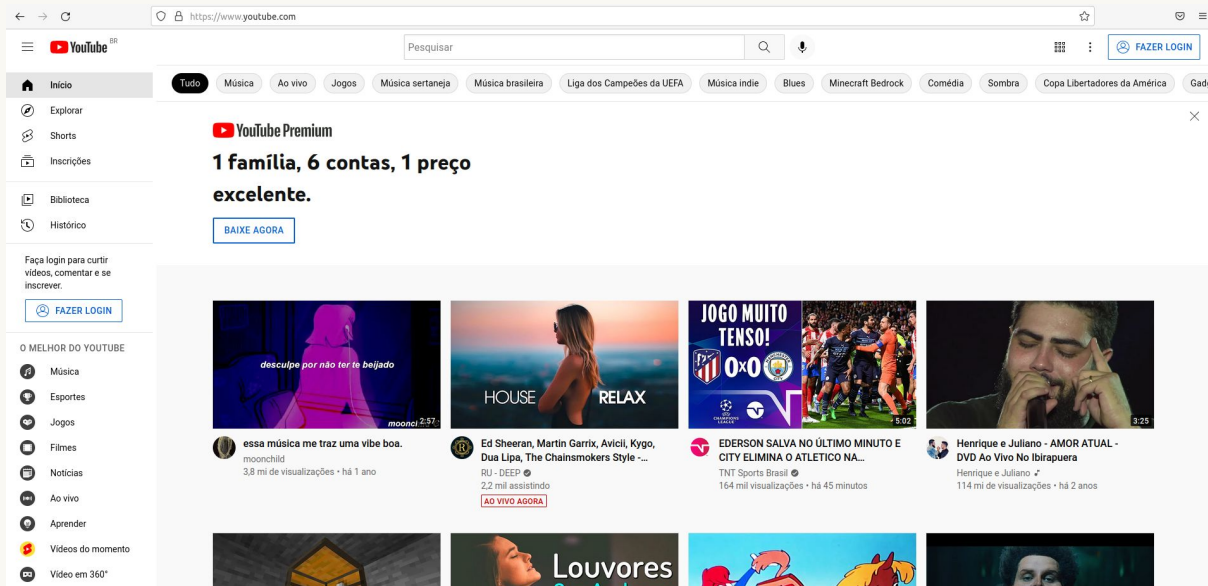 https://www.youtube.com
YouTube BR
Pesquisar
FAZER LOGIN
Início
Explorar
Shorts
Inscrições
Biblioteca
Histórico
Faça login para curtir
vídeos, comentar e se
inscrever.
FAZER LOGIN
O MELHOR DO YOUTUBE
Música
Esportes
Jogos
Filmes
Notícias
Ao vivo
Aprender
Vídeos do momento
Vídeo em 360°
Tudo Música Ao vivo Jogos Música sertaneja Música brasileira Liga dos Campeões da UEFA Música indie Blues Minecraft Bedrock Comédia Sombra Copa Libertadores da América
YouTube Premium
1 família, 6 contas, 1 preço
excelente.
BAIXE AGORA
desculpe por não ter te beijado
moonci 2:57
essa música me traz uma vibe boa.
moonchild
3,8 mi de visualizações • há 1 ano
HOUSE RELAX
Ed Sheeran, Martin Garrix, Avicii, Kygo,
Dua Lipa, The Chainsmokers Style -...
RU - DEEP
2,2 mil assistindo
AO VIVO AGORA
JOGO MUITO
TENSO!
0x0
CHAMPIONS
LEAGUE
5:02
EDERSON SALVA NO ÚLTIMO MINUTO E
CITY ELIMINA O ATLETICO NA...
TNT Sports Brasil
164 mil visualizações • há 45 minutos
3:25
Henrique e Juliano - AMOR ATUAL -
DVD Ao Vivo No Ibirapuera
Henrique e Juliano
114 mi de visualizações • há 2 anos
Louvores